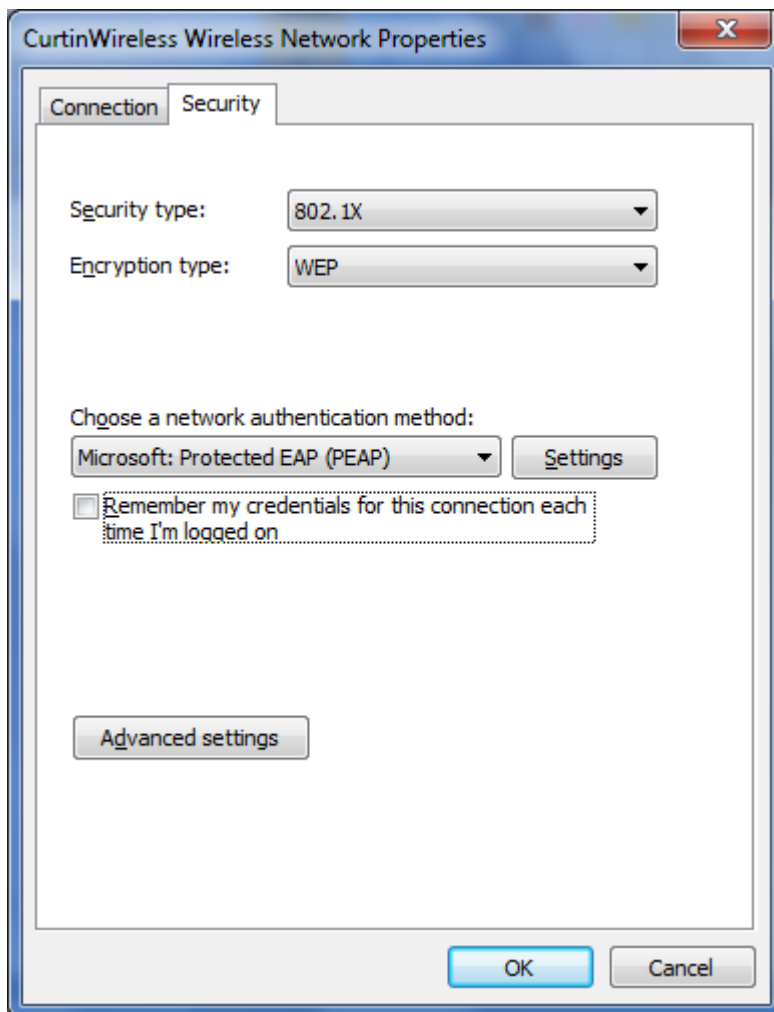 CurtinWireless Wireless Network Properties
Connection Security
Security type: 802.1X
Encryption type: WEP
Choose a network authentication method:
Microsoft: Protected EAP (PEAP) Settings
Remember my credentials for this connection each
time I'm logged on
Advanced settings
OK Cancel